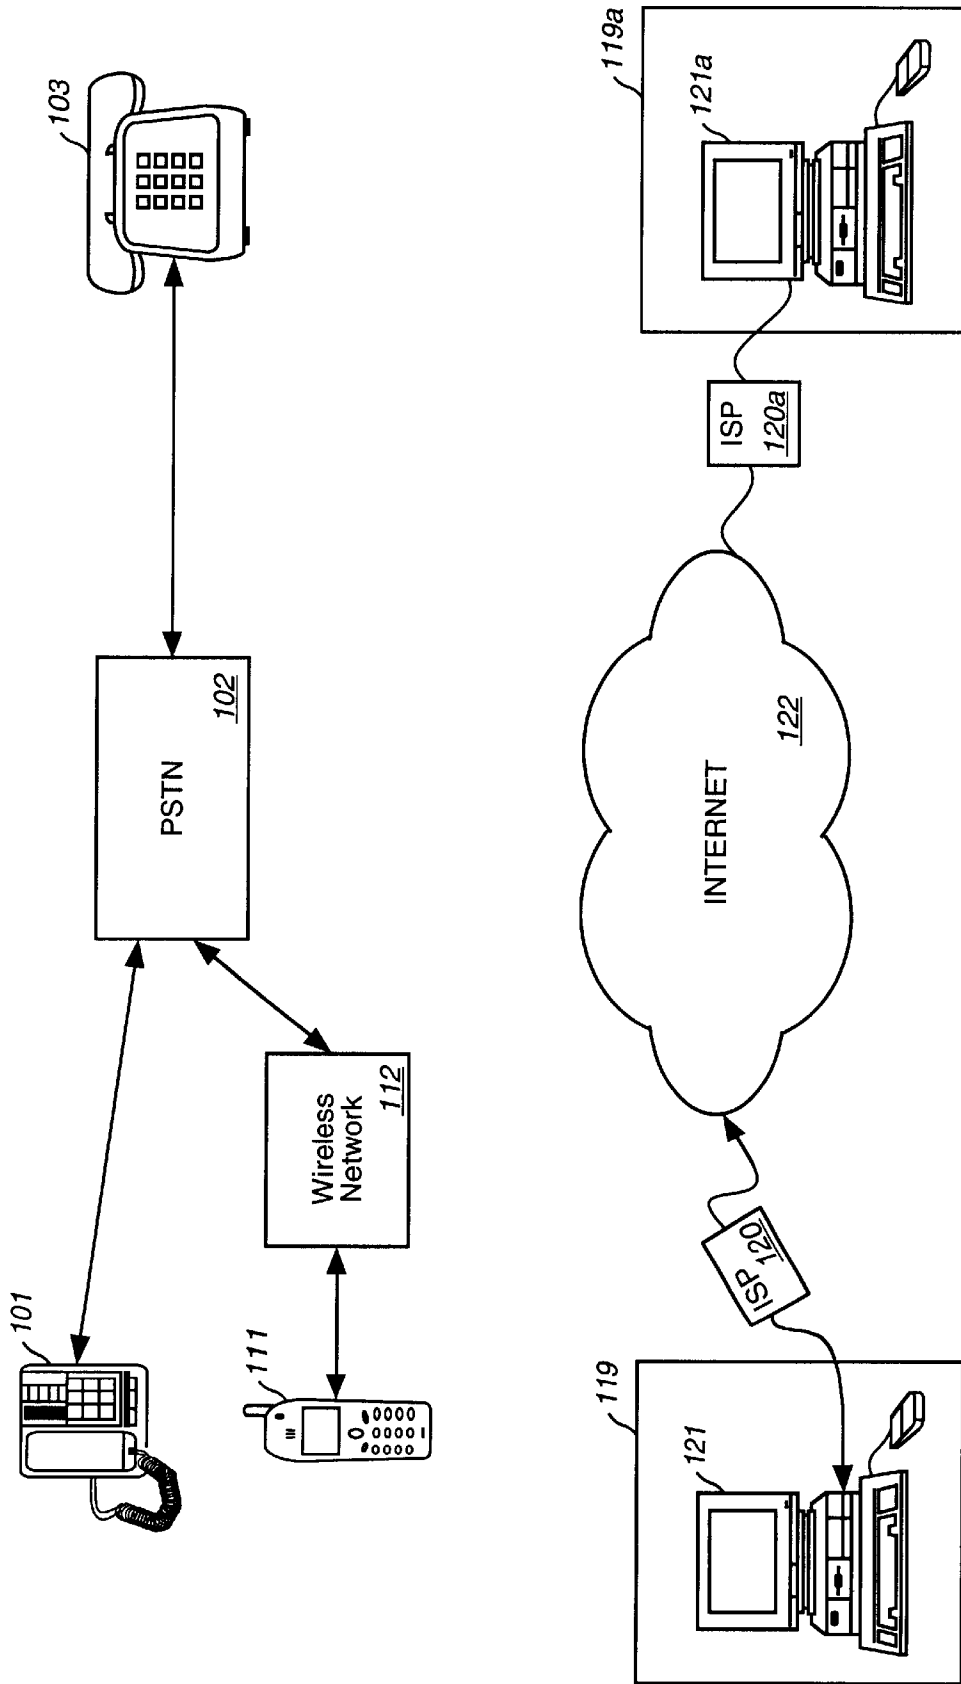 101
103
PSTN
102
111
Wireless
Network
112
119
121
ISP
120
INTERNET
122
ISP
120a
119a
121a